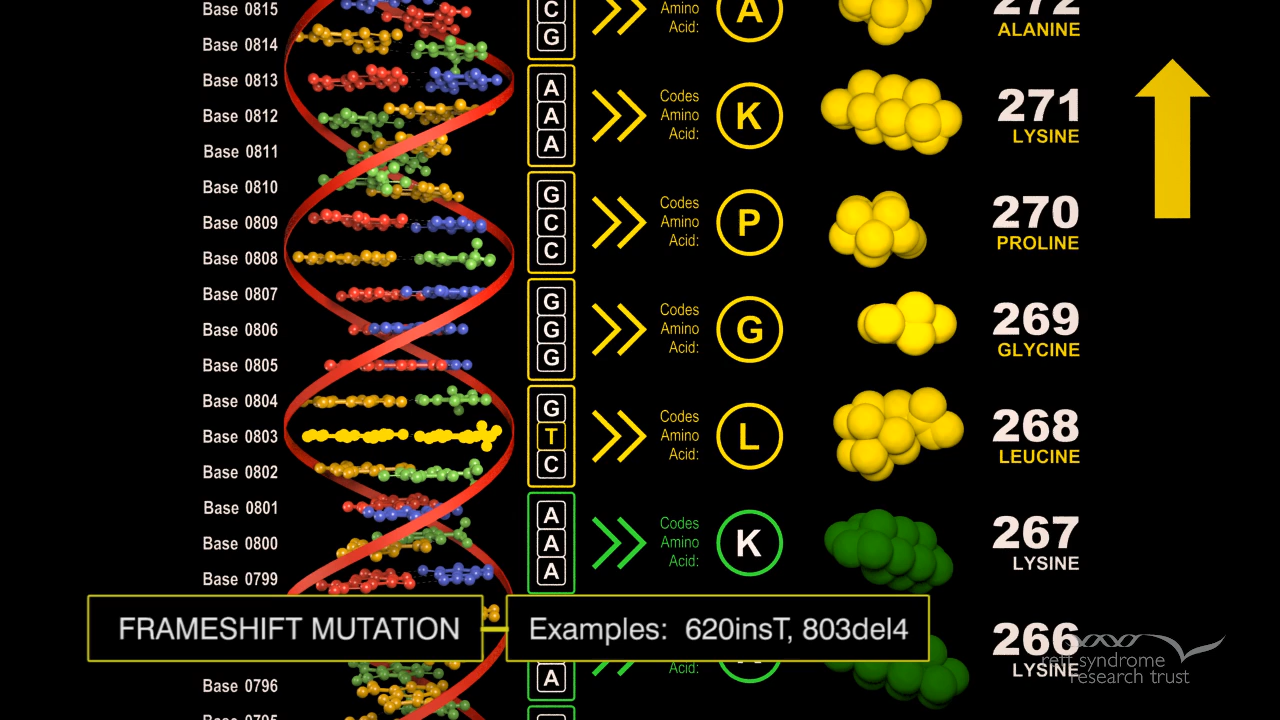 Base 0815
Base 0814
Base 0813
Base 0812
Base 0811
Base 0810
Base 0809
Base 0808
Base 0807
Base 0806
Base 0805
Base 0804
Base 0803
Base 0802
Base 0801
Base 0800
Base 0799
Base 0796
Base 0795
C
G
Amino
Acid:
A
272
ALANINE
A
A
A
Codes
Amino
Acid:
K
271
LYSINE
G
C
C
Codes
Amino
Acid:
P
270
PROLINE
G
G
G
Codes
Amino
Acid:
G
269
GLYCINE
G
T
C
Codes
Amino
Acid:
L
268
LEUCINE
A
A
A
Codes
Amino
Acid:
K
267
LYSINE
FRAMESHIFT MUTATION
Examples: 620insT, 803del4
A
Acid:
266
LYSINE
rett syndrome
research trust